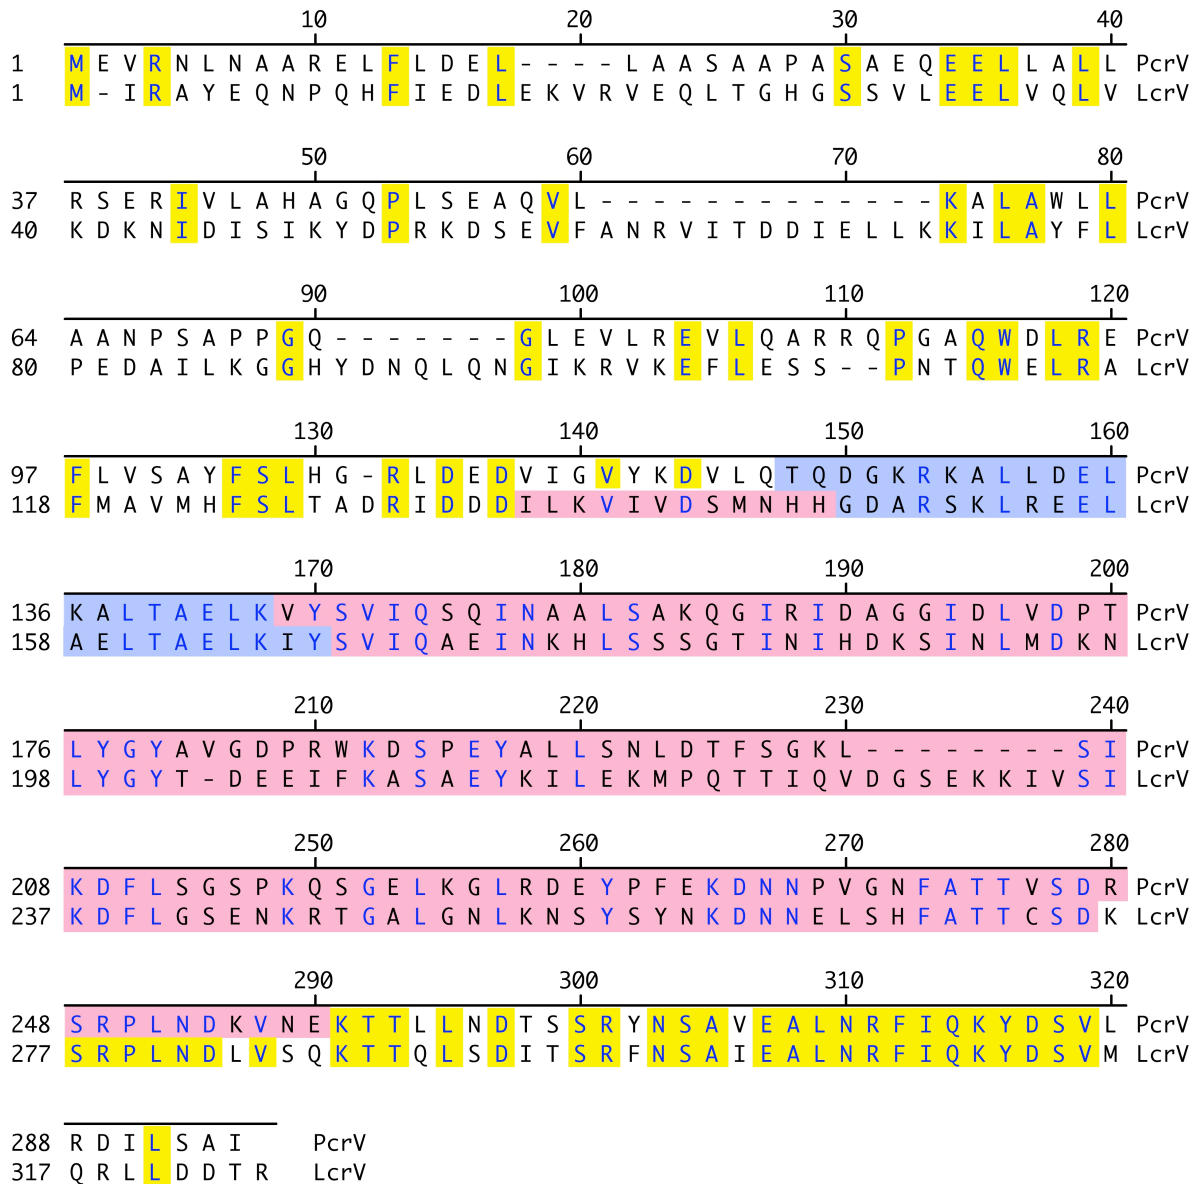 10 20 30 40
1 M E V R N L N A A R E L F L D E L - - - - L A A S A A P A S A E Q E E L L A L L PcrV
1 M - I R A Y E Q N P Q H F I E D L E K V R V E Q L T G H G S S V L E E L V Q L V LcrV
50 60 70 80
37 R S E R I V L A H A G Q P L S E A Q V L - - - - - - - - - - - - - K A L A W L L PcrV
40 K D K N I D I S I K Y D P R K D S E V F A N R V I T D D I E L L K K I L A Y F L LcrV
90 100 110 120
64 A A N P S A P P G Q - - - - - - - G L E V L R E V L Q A R R Q P G A Q W D L R E PcrV
80 P E D A I L K G G H Y D N Q L Q N G I K R V K E F L E S S - - P N T Q W E L R A LcrV
130 140 150 160
97 F L V S A Y F S L H G - R L D E D V I G V Y K D V L Q T Q D G K R K A L L D E L PcrV
118 F M A V M H F S L T A D R I D D D I L K V I V D S M N H H G D A R S K L R E E L LcrV
170 180 190 200
136 K A L T A E L K V Y S V I Q S Q I N A A L S A K Q G I R I D A G G I D L V D P T PcrV
158 A E L T A E L K I Y S V I Q A E I N K H L S S S G T I N I H D K S I N L M D K N LcrV
210 220 230 240
176 L Y G Y A V G D P R W K D S P E Y A L L S N L D T F S G K L - - - - - - - - S I PcrV
198 L Y G Y T - D E E I F K A S A E Y K I L E K M P Q T T I Q V D G S E K K I V S I LcrV
250 260 270 280
208 K D F L S G S P K Q S G E L K G L R D E Y P F E K D N N P V G N F A T T V S D R PcrV
237 K D F L G S E N K R T G A L G N L K N S Y S Y N K D N N E L S H F A T T C S D K LcrV
290 300 310 320
248 S R P L N D K V N E K T T L L N D T S S R Y N S A V E A L N R F I Q K Y D S V L PcrV
277 S R P L N D L V S Q K T T Q L S D I T S R F N S A I E A L N R F I Q K Y D S V M LcrV
288 R D I L S A I PcrV
317 Q R L L D D T R LcrV